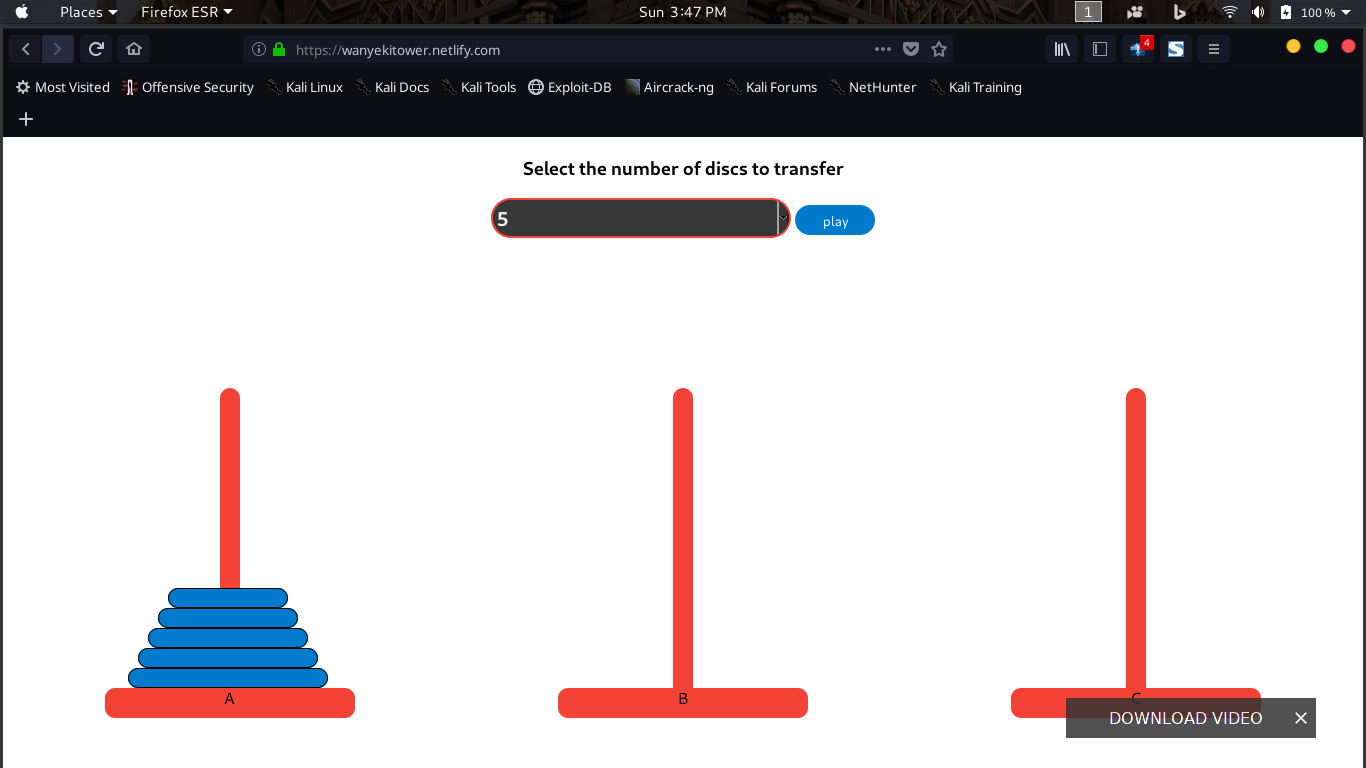 Places Firefox ESR Sun 3:47 PM 1 100 %
https://wanyekitower.netlify.com 4
Most Visited Offensive Security Kali Linux Kali Docs Kali Tools Exploit-DB Aircrack-ng Kali Forums NetHunter Kali Training
Select the number of discs to transfer
5 play
A B C
DOWNLOAD VIDEO